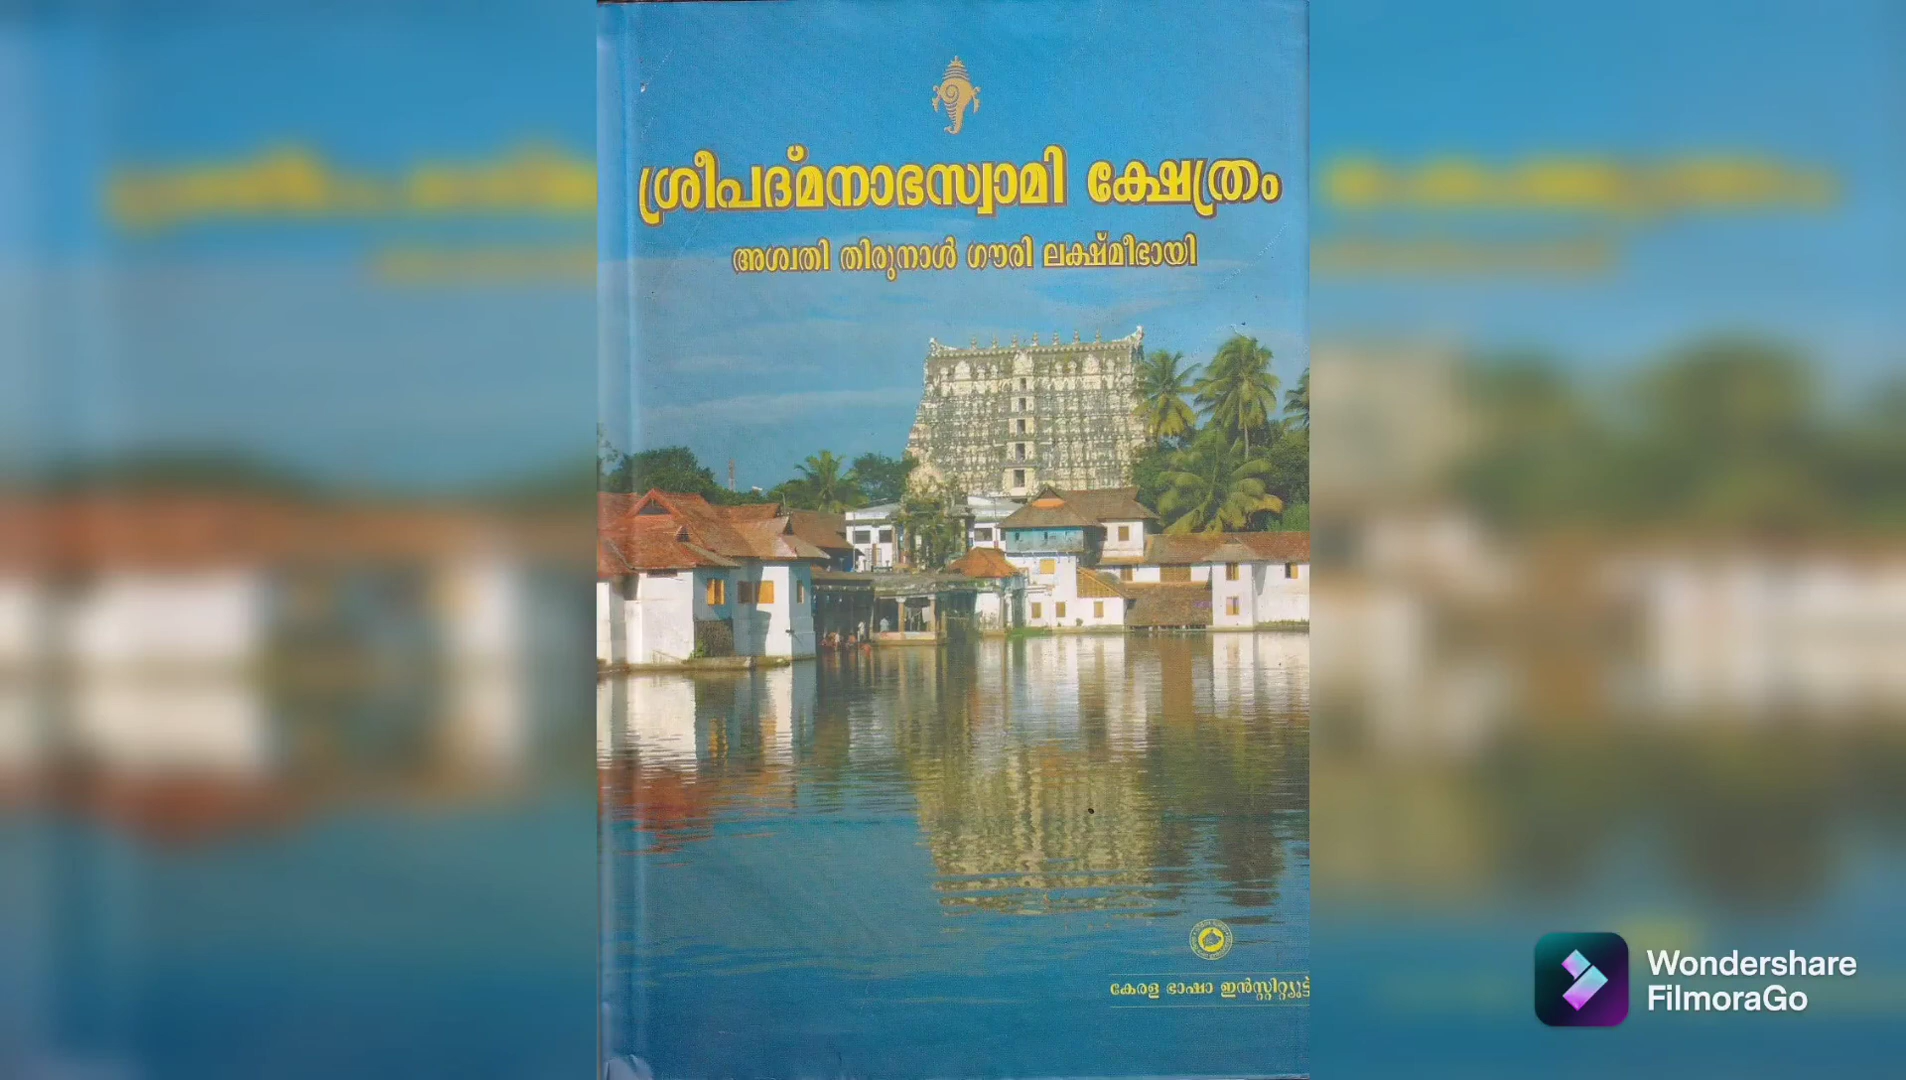 ശ്രീപദ്മനാഭസ്വാമി ക്ഷേത്രം
അശ്വതി തിരുനാൾ ഗൗരി ലക്ഷ്മീഭായി
കേരള ഭാഷാ ഇൻസ്റ്റിറ്റ്യൂട്ട്
Wondershare
FilmoraGo